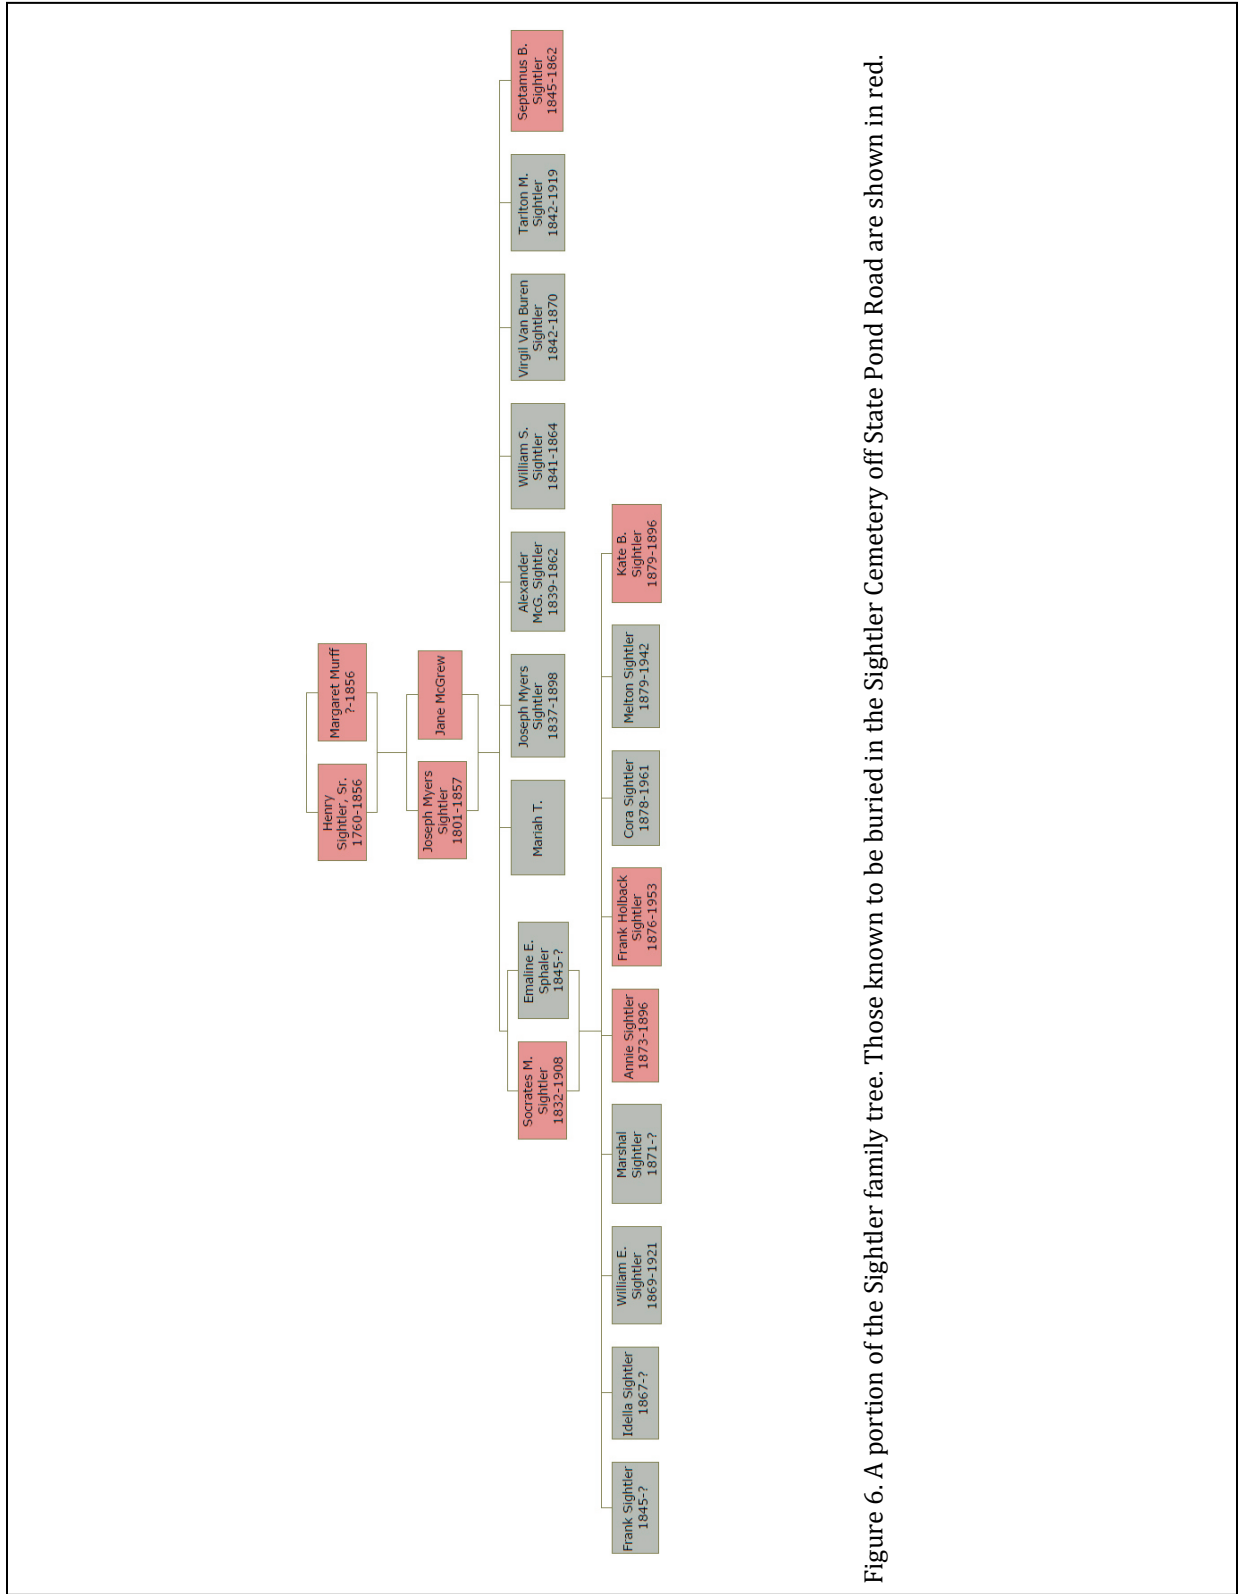 Henry
Sightler, Sr.
1760-1856
Margaret Murff
?-1856
Joseph Myers
Sightler
1801-1857
Jane McGrew
Socrates M.
Sightler
1832-1908
Emaline E.
Sphaler
1845-?
Mariah T.
Joseph Myers
Sightler
1837-1898
Alexander
McG. Sightler
1839-1862
William S.
Sightler
1841-1864
Virgil Van Buren
Sightler
1842-1870
Tarlton M.
Sightler
1842-1919
Septamus B.
Sightler
1845-1862
Frank Sightler
1845-?
Idella Sightler
1867-?
William E.
Sightler
1869-1921
Marshal
Sightler
1871-?
Annie Sightler
1873-1896
Frank Holback
Sightler
1876-1953
Cora Sightler
1878-1961
Melton Sightler
1879-1942
Kate B.
Sightler
1879-1896
Figure 6. A portion of the Sightler family tree. Those known to be buried in the Sightler Cemetery off State Pond Road are shown in red.